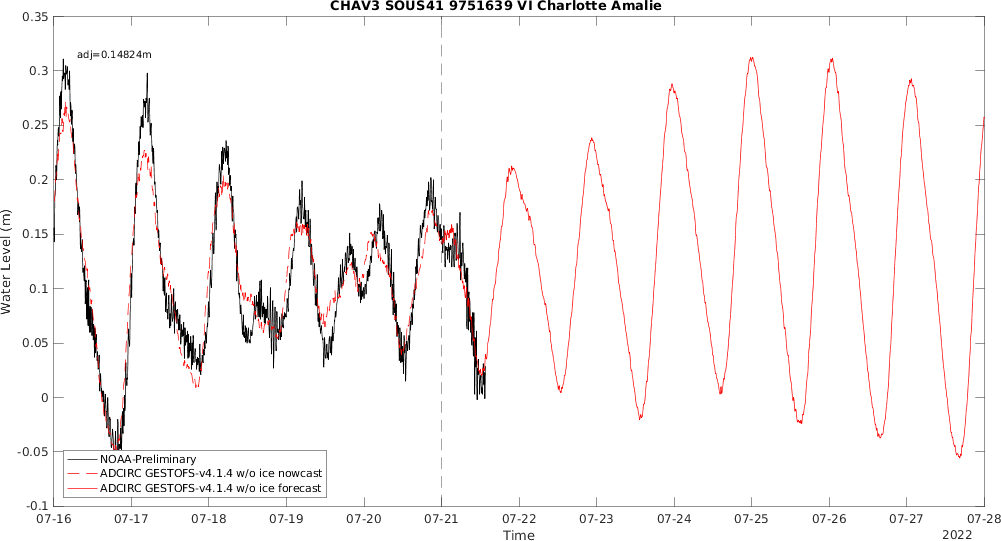 CHAV3 SOUS41 9751639 VI Charlotte Amalie
adj=0.14824m
0.35
0.3
0.25
0.2
0.15
0.1
0.05
0
-0.05
-0.1
Water Level (m)
NOAA-Preliminary
ADCIRC GESTOFS-v4.1.4 w/o ice nowcast
ADCIRC GESTOFS-v4.1.4 w/o ice forecast
07-16 07-17 07-18 07-19 07-20 07-21 07-22 07-23 07-24 07-25 07-26 07-27 07-28
Time
2022